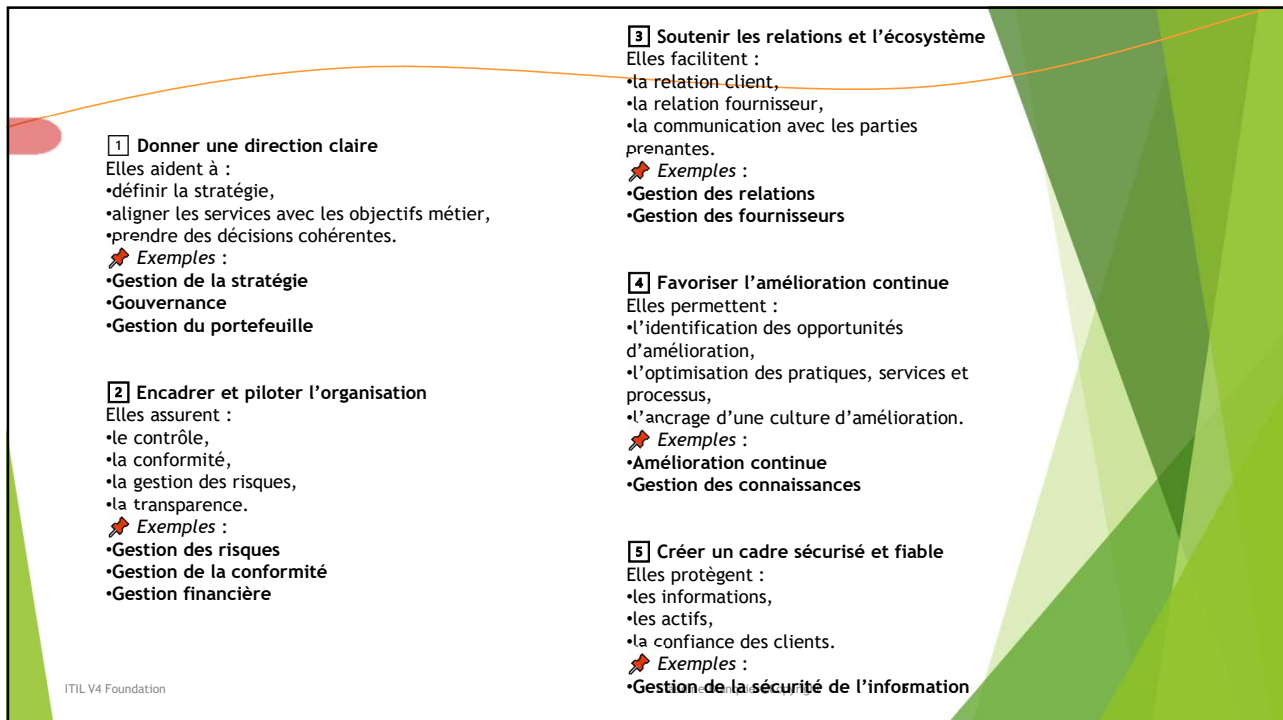 1 Donner une direction claire
Elles aident à :
•définir la stratégie,
•aligner les services avec les objectifs métier,
•prendre des décisions cohérentes.
📌 Exemples :
•Gestion de la stratégie
•Gouvernance
•Gestion du portefeuille
2 Encadrer et piloter l’organisation
Elles assurent :
•le contrôle,
•la conformité,
•la gestion des risques,
•la transparence.
📌 Exemples :
•Gestion des risques
•Gestion de la conformité
•Gestion financière
3 Soutenir les relations et l’écosystème
Elles facilitent :
•la relation client,
•la relation fournisseur,
•la communication avec les parties
prenantes.
📌 Exemples :
•Gestion des relations
•Gestion des fournisseurs
4 Favoriser l’amélioration continue
Elles permettent :
•l’identification des opportunités
d’amélioration,
•l’optimisation des pratiques, services et
processus,
•l’ancrage d’une culture d’amélioration.
📌 Exemples :
•Amélioration continue
•Gestion des connaissances
5 Créer un cadre sécurisé et fiable
Elles protègent :
•les informations,
•les actifs,
•la confiance des clients.
📌 Exemples :
•Gestion de la sécurité de l’information
ITIL V4 Foundation